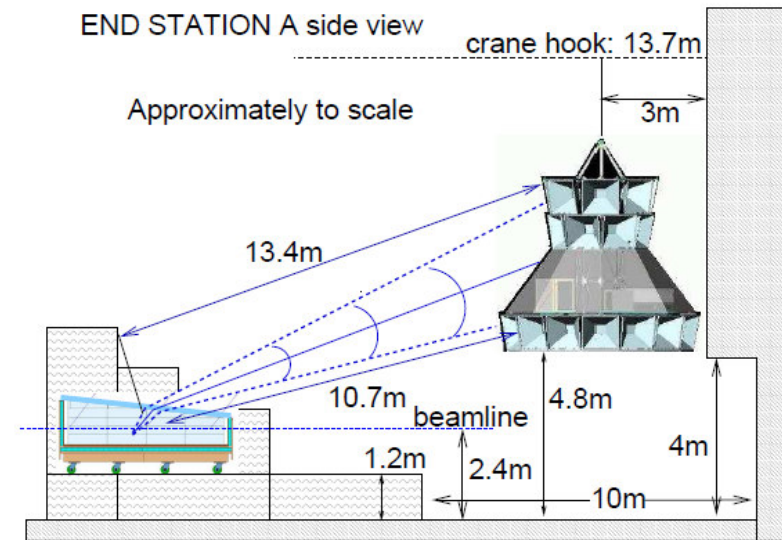 END STATION A side view
crane hook: 13.7m
Approximately to scale
3m
13.4m
10.7m
beamline
4.8m
1.2m
2.4m
4m
10m